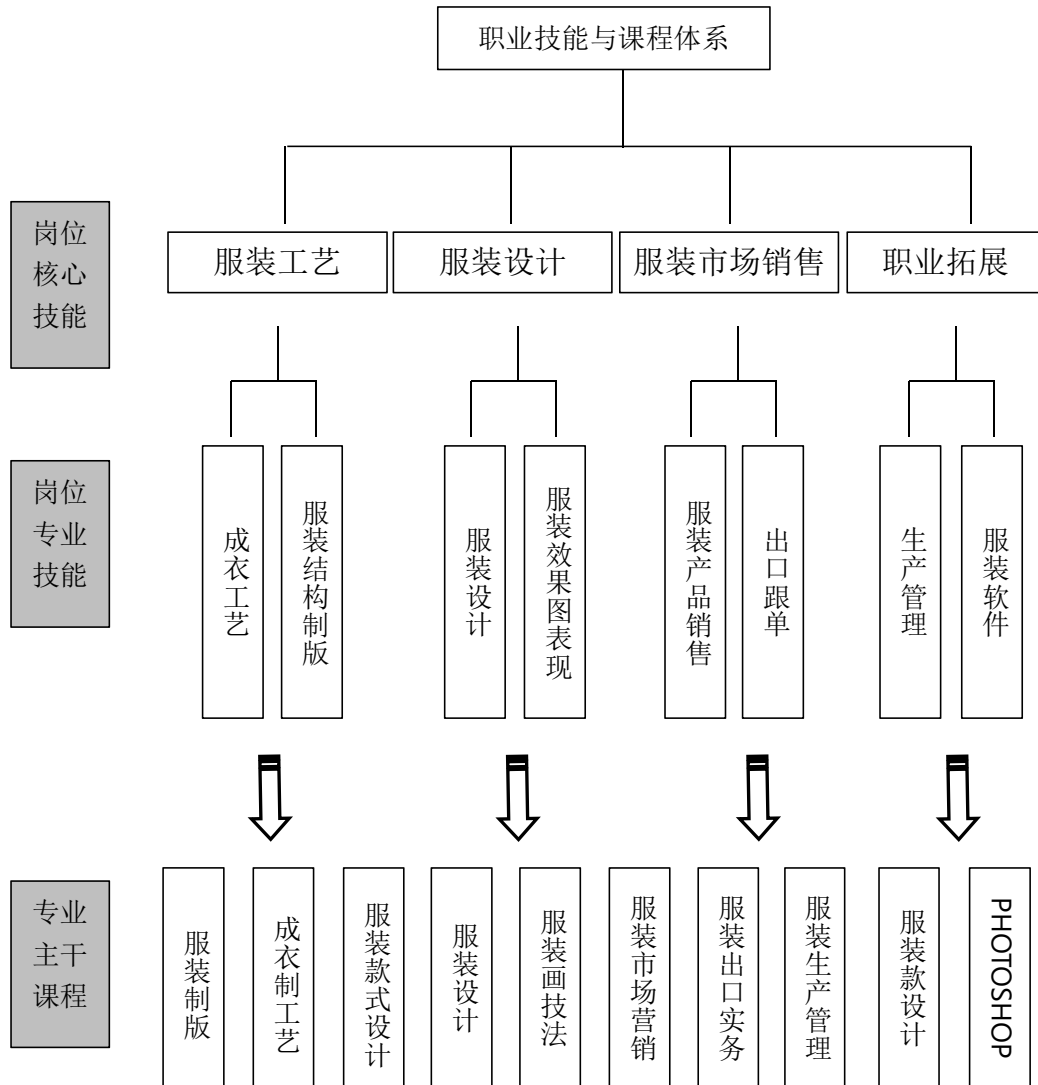 职业技能与课程体系
岗位
核心
技能
服装工艺
服装设计
服装市场销售
职业拓展
岗位
专业
技能
成衣工艺
服装结构制版
服装设计
服装效果图表现
服装产品销售
出口跟单
生产管理
服装软件
专业
主干
课程
服装制版
成衣制工艺
服装款式设计
服装设计
服装画技法
服装市场营销
服装出口实务
服装生产管理
服装款设计
PHOTOSHOP